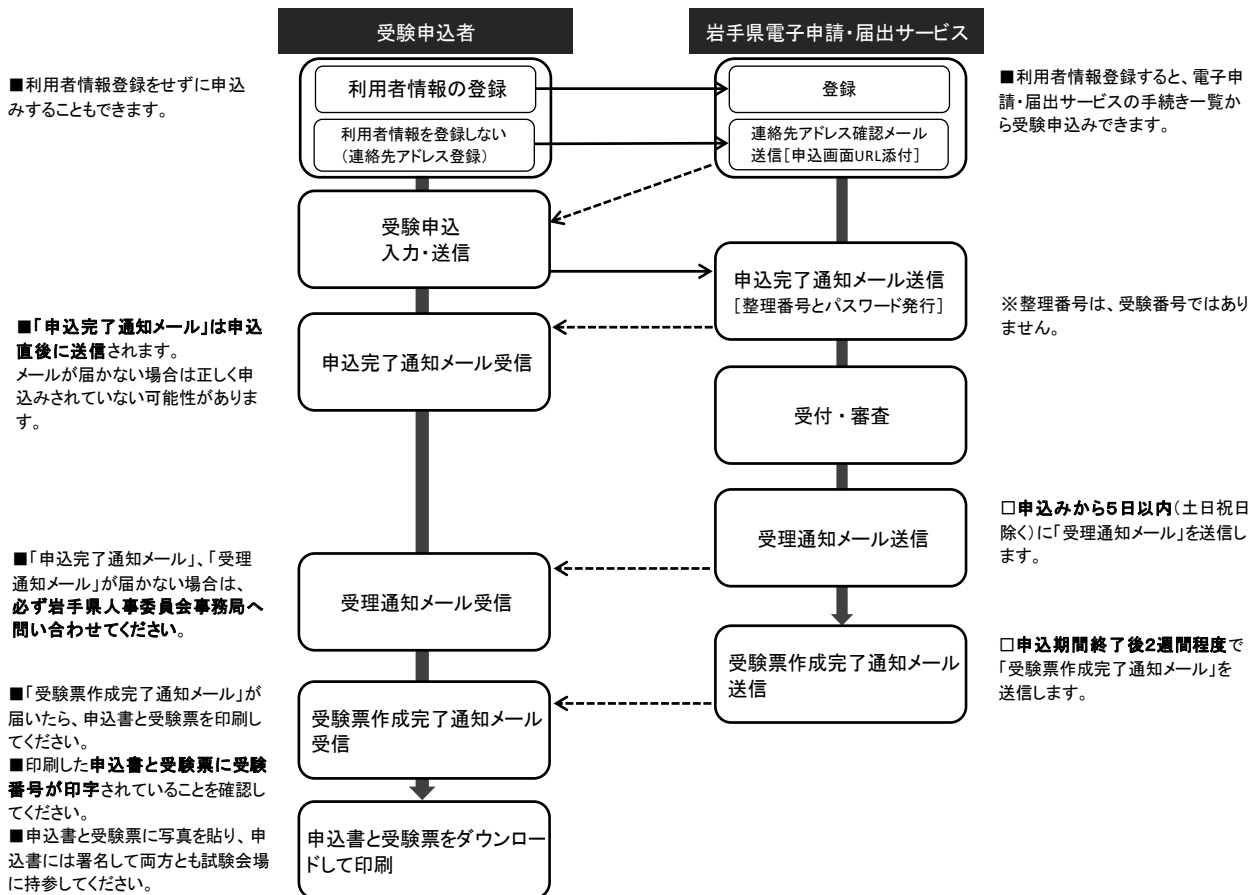 受験申込者
岩手県電子申請・届出サービス
■利用者情報登録をせずに申込
みすることもできます。
利用者情報の登録
登録
■利用者情報登録すると、電子申
請・届出サービスの手続き一覧か
ら受験申込みできます。
利用者情報を登録しない
(連絡先アドレス登録)
連絡先アドレス確認メール
送信[申込画面URL添付]
受験申込
入力・送信
申込完了通知メール送信
[整理番号とパスワード発行]
※整理番号は、受験番号ではあり
ません。
■「申込完了通知メール」は申込
直後に送信されます。
メールが届かない場合は正しく申
込みされていない可能性がありま
す。
申込完了通知メール受信
受付・審査
受理通知メール送信
□申込みから5日以内(土日祝日
除く)に「受理通知メール」を送信し
ます。
■「申込完了通知メール」、「受理
通知メール」が届かない場合は、
必ず岩手県人事委員会事務局へ
問い合わせてください。
受理通知メール受信
受験票作成完了通知メール
送信
□申込期間終了後2週間程度で
「受験票作成完了通知メール」を
送信します。
■「受験票作成完了通知メール」が
届いたら、申込書と受験票を印刷し
てください。
■印刷した申込書と受験票に受験
番号が印字されていることを確認し
てください。
■申込書と受験票に写真を貼り、申
込書には署名して両方とも試験会場
に持参してください。
受験票作成完了通知メール
受信
申込書と受験票をダウンロー
ドして印刷